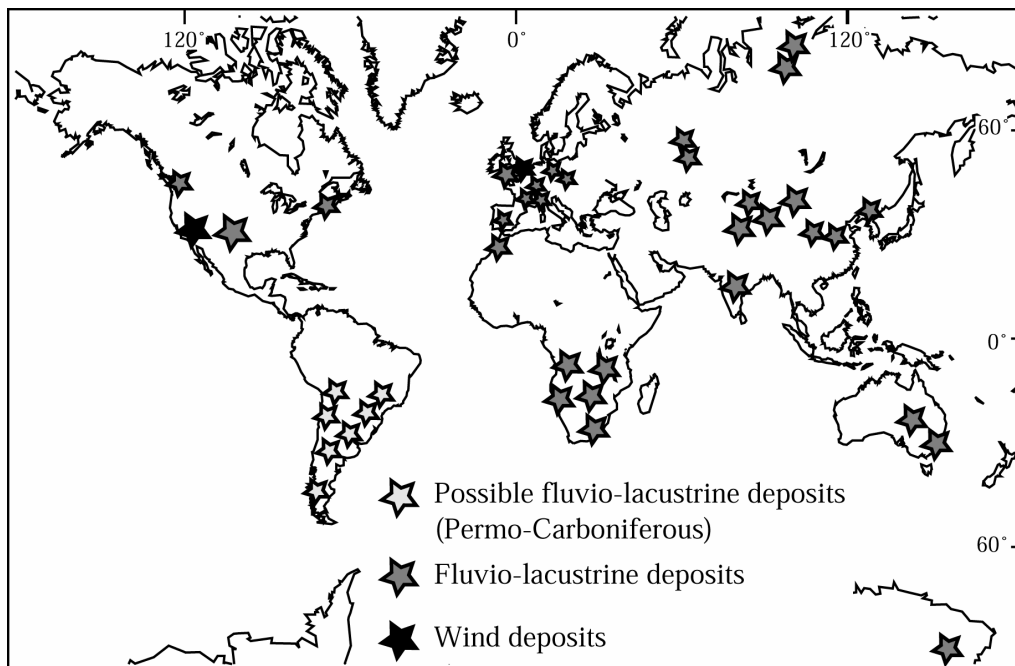 120°
0°
120°
60°
0°
60°
Possible fluvio-lacustrine deposits
(Permo-Carboniferous)
Fluvio-lacustrine deposits
Wind deposits